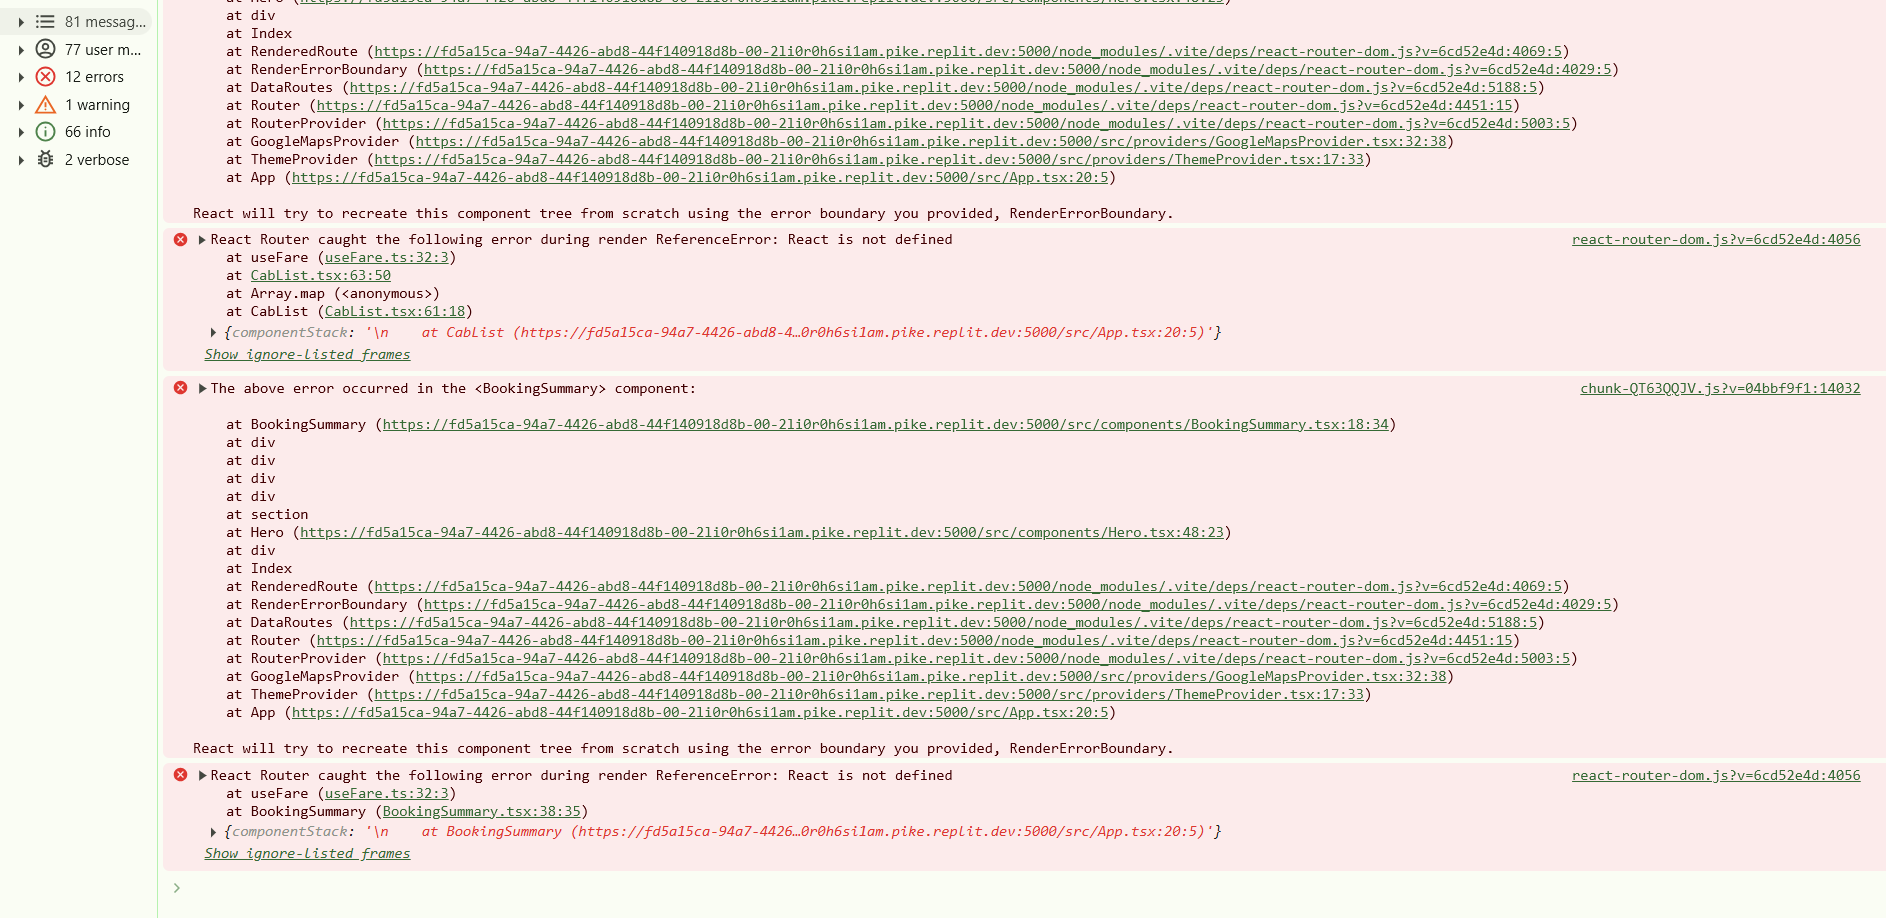 81 messag...
77 user m...
12 errors
1 warning
66 info
2 verbose
at div
at Index
at RenderedRoute (https://fd5a15ca-94a7-4426-abd8-44f140918d8b-00-2li0r0h6si1am.pike.replit.dev:5000/node_modules/.vite/deps/react-router-dom.js?v=6cd52e4d:4069:5)
at RenderErrorBoundary (https://fd5a15ca-94a7-4426-abd8-44f140918d8b-00-2li0r0h6si1am.pike.replit.dev:5000/node_modules/.vite/deps/react-router-dom.js?v=6cd52e4d:4029:5)
at DataRoutes (https://fd5a15ca-94a7-4426-abd8-44f140918d8b-00-2li0r0h6si1am.pike.replit.dev:5000/node_modules/.vite/deps/react-router-dom.js?v=6cd52e4d:5188:5)
at Router (https://fd5a15ca-94a7-4426-abd8-44f140918d8b-00-2li0r0h6si1am.pike.replit.dev:5000/node_modules/.vite/deps/react-router-dom.js?v=6cd52e4d:4451:15)
at RouterProvider (https://fd5a15ca-94a7-4426-abd8-44f140918d8b-00-2li0r0h6si1am.pike.replit.dev:5000/node_modules/.vite/deps/react-router-dom.js?v=6cd52e4d:5003:5)
at GoogleMapsProvider (https://fd5a15ca-94a7-4426-abd8-44f140918d8b-00-2li0r0h6si1am.pike.replit.dev:5000/src/providers/GoogleMapsProvider.tsx:32:38)
at ThemeProvider (https://fd5a15ca-94a7-4426-abd8-44f140918d8b-00-2li0r0h6si1am.pike.replit.dev:5000/src/providers/ThemeProvider.tsx:17:33)
at App (https://fd5a15ca-94a7-4426-abd8-44f140918d8b-00-2li0r0h6si1am.pike.replit.dev:5000/src/App.tsx:20:5)
React will try to recreate this component tree from scratch using the error boundary you provided, RenderErrorBoundary.
React Router caught the following error during render ReferenceError: React is not defined react-router-dom.js?v=6cd52e4d:4056
at useFare (useFare.ts:32:3)
at CabList.tsx:63:50
at Array.map (<anonymous>)
at CabList (CabList.tsx:61:18)
{componentStack: '\n    at CabList (https://fd5a15ca-94a7-4426-abd8-4…0r0h6si1am.pike.replit.dev:5000/src/App.tsx:20:5)'}
Show ignore-listed frames
The above error occurred in the <BookingSummary> component: chunk-QT63QQJV.js?v=04bbf9f1:14032
at BookingSummary (https://fd5a15ca-94a7-4426-abd8-44f140918d8b-00-2li0r0h6si1am.pike.replit.dev:5000/src/components/BookingSummary.tsx:18:34)
at div
at div
at div
at div
at section
at Hero (https://fd5a15ca-94a7-4426-abd8-44f140918d8b-00-2li0r0h6si1am.pike.replit.dev:5000/src/components/Hero.tsx:48:23)
at div
at Index
at RenderedRoute (https://fd5a15ca-94a7-4426-abd8-44f140918d8b-00-2li0r0h6si1am.pike.replit.dev:5000/node_modules/.vite/deps/react-router-dom.js?v=6cd52e4d:4069:5)
at RenderErrorBoundary (https://fd5a15ca-94a7-4426-abd8-44f140918d8b-00-2li0r0h6si1am.pike.replit.dev:5000/node_modules/.vite/deps/react-router-dom.js?v=6cd52e4d:4029:5)
at DataRoutes (https://fd5a15ca-94a7-4426-abd8-44f140918d8b-00-2li0r0h6si1am.pike.replit.dev:5000/node_modules/.vite/deps/react-router-dom.js?v=6cd52e4d:5188:5)
at Router (https://fd5a15ca-94a7-4426-abd8-44f140918d8b-00-2li0r0h6si1am.pike.replit.dev:5000/node_modules/.vite/deps/react-router-dom.js?v=6cd52e4d:4451:15)
at RouterProvider (https://fd5a15ca-94a7-4426-abd8-44f140918d8b-00-2li0r0h6si1am.pike.replit.dev:5000/node_modules/.vite/deps/react-router-dom.js?v=6cd52e4d:5003:5)
at GoogleMapsProvider (https://fd5a15ca-94a7-4426-abd8-44f140918d8b-00-2li0r0h6si1am.pike.replit.dev:5000/src/providers/GoogleMapsProvider.tsx:32:38)
at ThemeProvider (https://fd5a15ca-94a7-4426-abd8-44f140918d8b-00-2li0r0h6si1am.pike.replit.dev:5000/src/providers/ThemeProvider.tsx:17:33)
at App (https://fd5a15ca-94a7-4426-abd8-44f140918d8b-00-2li0r0h6si1am.pike.replit.dev:5000/src/App.tsx:20:5)
React will try to recreate this component tree from scratch using the error boundary you provided, RenderErrorBoundary.
React Router caught the following error during render ReferenceError: React is not defined react-router-dom.js?v=6cd52e4d:4056
at useFare (useFare.ts:32:3)
at BookingSummary (BookingSummary.tsx:38:35)
{componentStack: '\n    at BookingSummary (https://fd5a15ca-94a7-4426…0r0h6si1am.pike.replit.dev:5000/src/App.tsx:20:5)'}
Show ignore-listed frames